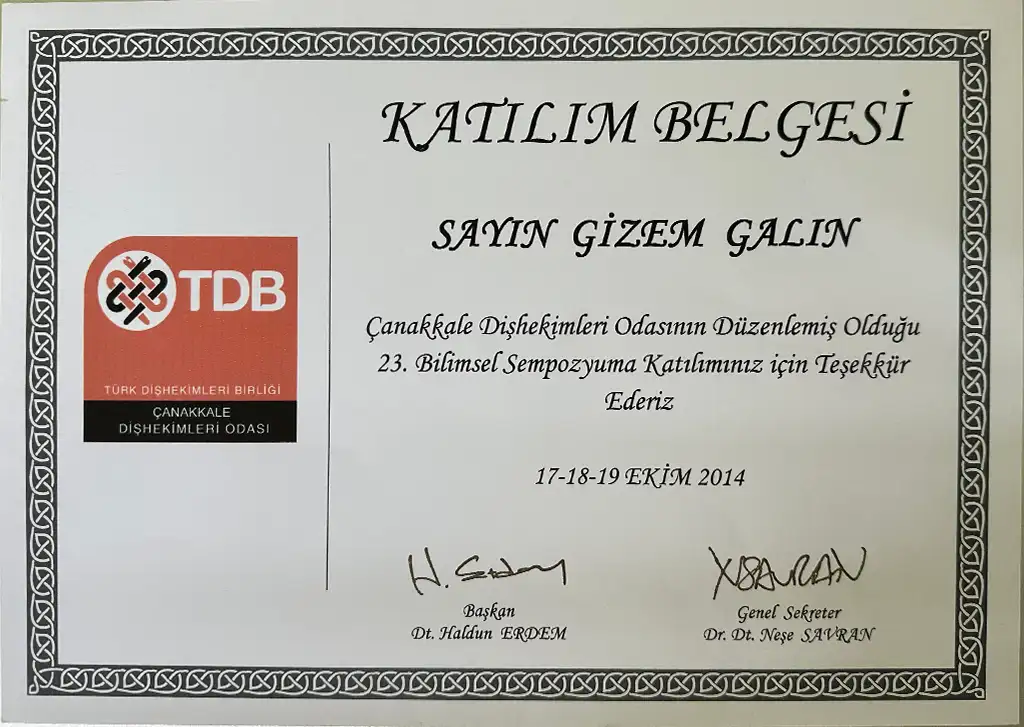 KATILIM BELGESİ
SAYIN GİZEM GALIN
TDB
TÜRK DİŞHEKİMLERİ BİRLİĞİ
ÇANAKKALE
DİŞHEKİMLERİ ODASI
Çanakkale Dişhekimleri Odasının Düzenlemiş Olduğu
23. Bilimsel Sempozyuma Katılımınız için Teşekkür
Ederiz
17-18-19 EKİM 2014
H. Erdem
NSAVRAN
Başkan
Dt. Haldun ERDEM
Genel Sekreter
Dr. Dt. Neşe SAVRAN